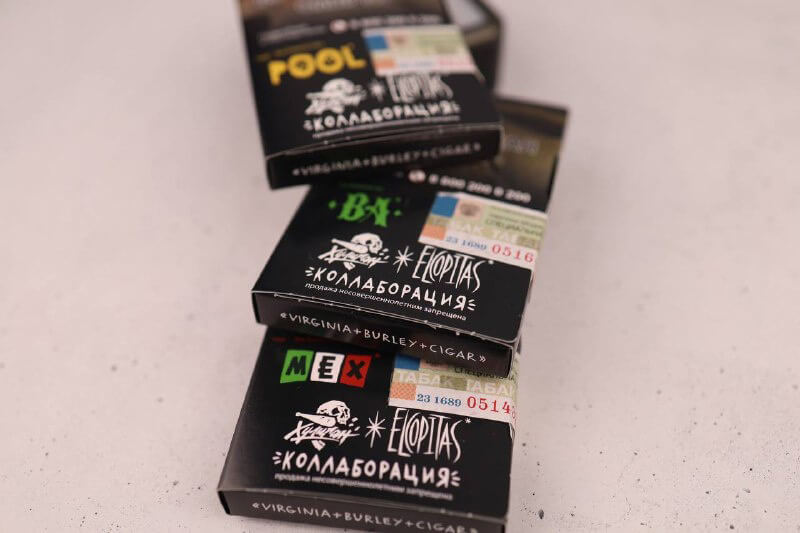 POOL
Хулиган * ELCOPITAS
КОЛЛАБОРАЦИЯ
«VIRGINIA+BURLEY+CIGAR»
8 800 200 0 200
BA
23 1689 0516
Хулиган * ELCOPITAS
КОЛЛАБОРАЦИЯ
продажа несовершеннолетним запрещена
«VIRGINIA+BURLEY+CIGAR»
MEX
ТАБАК ТАБАК
23 1689 0514
Хулиган * ELCOPITAS
КОЛЛАБОРАЦИЯ
продажа несовершеннолетним запрещена
«VIRGINIA+BURLEY+CIGAR»